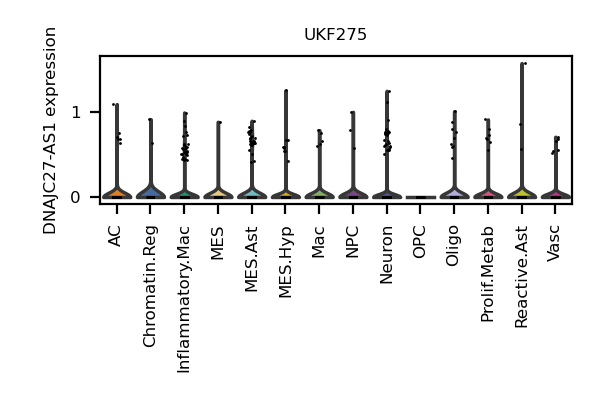 UKF275
DNAJC27-AS1 expression
1
0
AC
Chromatin.Reg
Inflammatory.Mac
MES
MES.Ast
MES.Hyp
Mac
NPC
Neuron
OPC
Oligo
Prolif.Metab
Reactive.Ast
Vasc